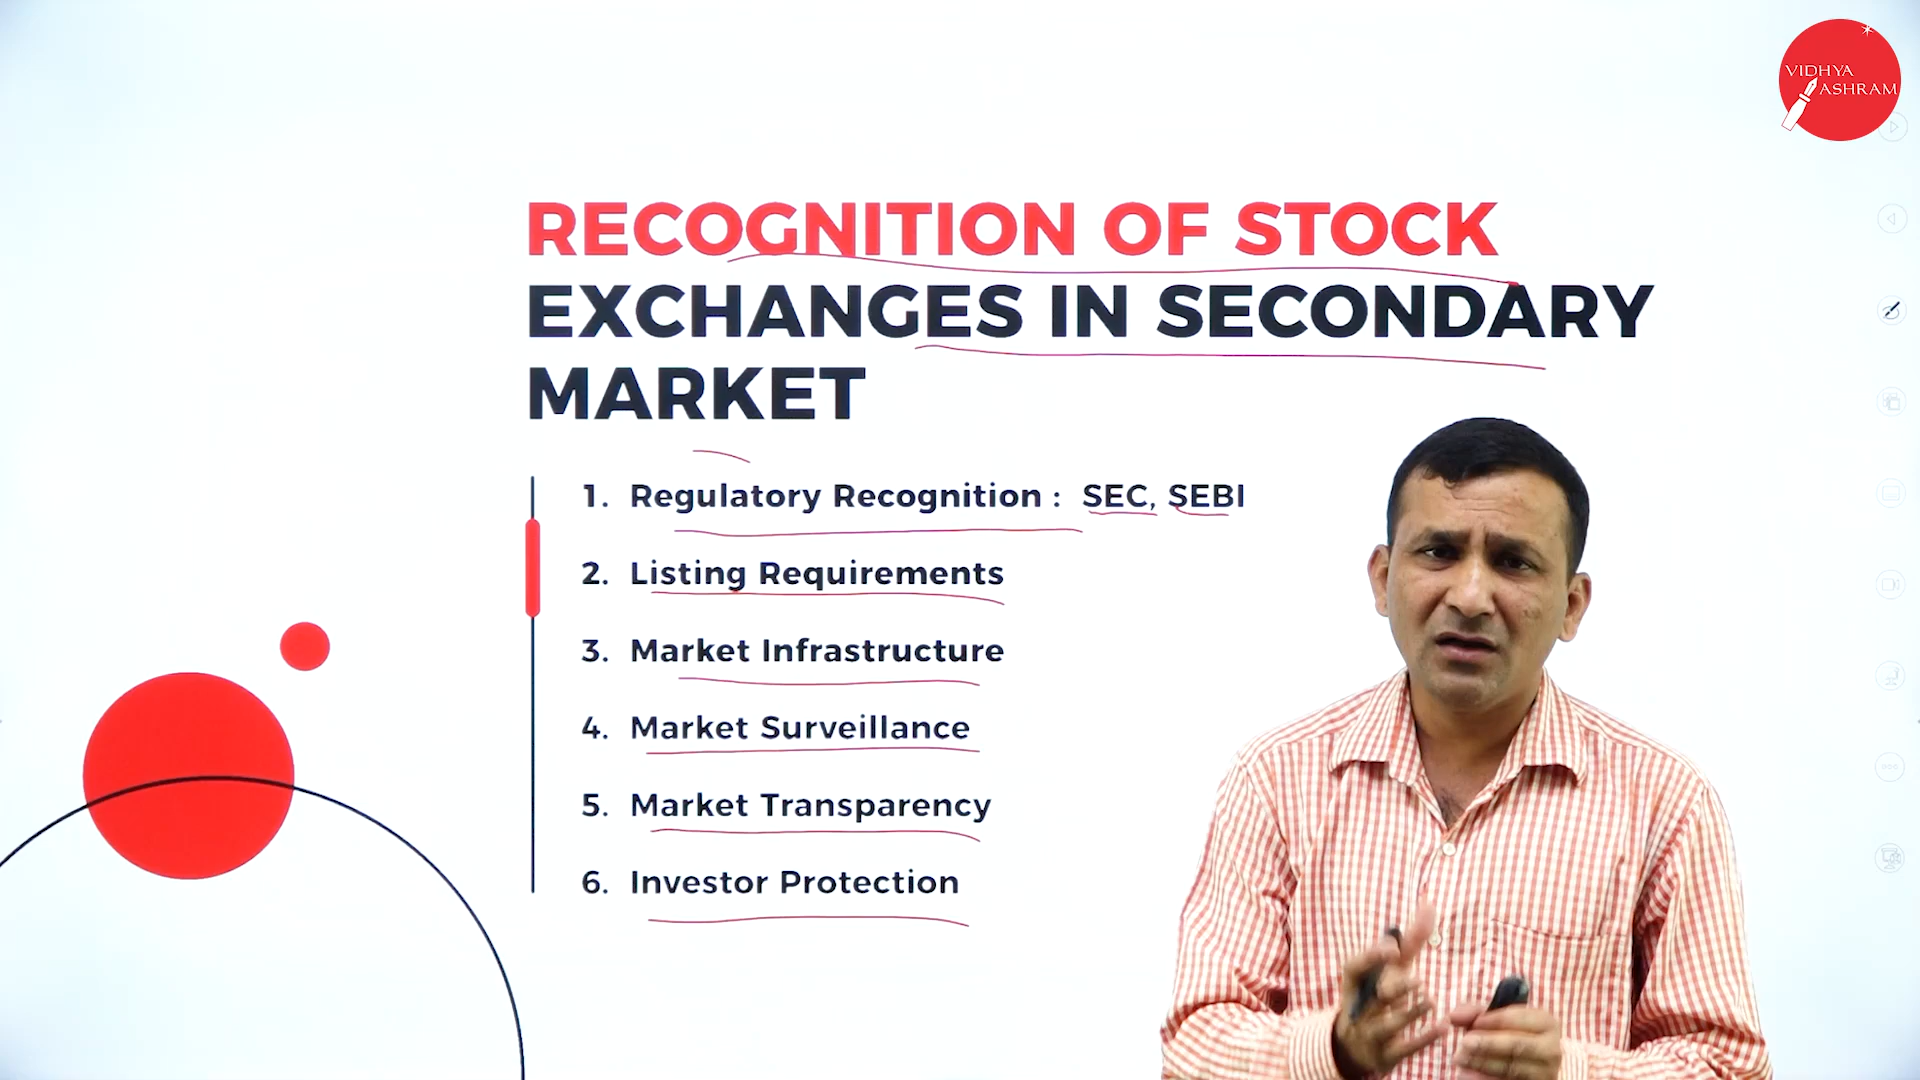 VIDHYA
ASHRAM
RECOGNITION OF STOCK
EXCHANGES IN SECONDARY
MARKET
1. Regulatory Recognition : SEC, SEBI
2. Listing Requirements
3. Market Infrastructure
4. Market Surveillance
5. Market Transparency
6. Investor Protection